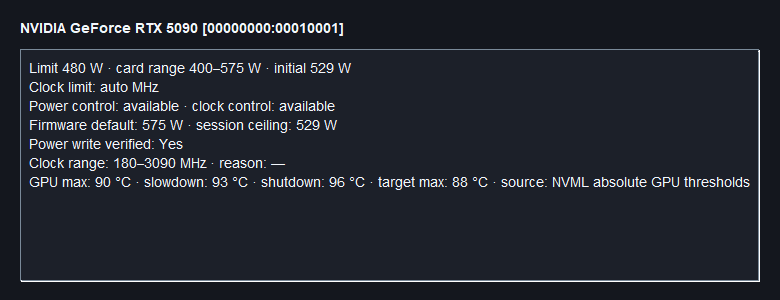 NVIDIA GeForce RTX 5090 [00000000:00010001]
Limit 480 W · card range 400–575 W · initial 529 W
Clock limit: auto MHz
Power control: available · clock control: available
Firmware default: 575 W · session ceiling: 529 W
Power write verified: Yes
Clock range: 180–3090 MHz · reason: —
GPU max: 90 °C · slowdown: 93 °C · shutdown: 96 °C · target max: 88 °C · source: NVML absolute GPU thresholds